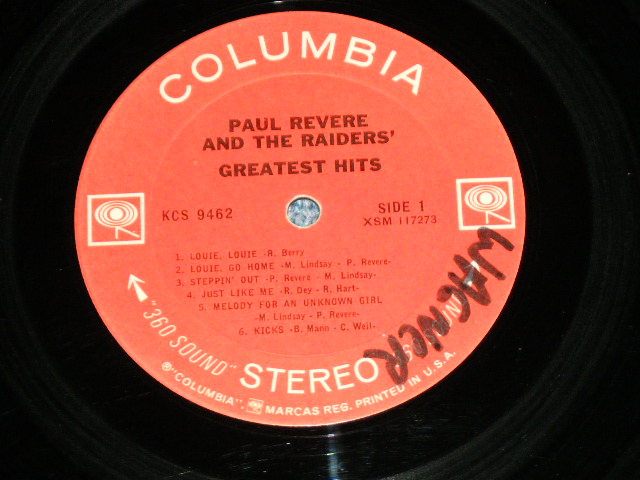 COLUMBIA
PAUL REVERE
AND THE RAIDERS'
GREATEST HITS
KCS 9462
SIDE 1
XSM 117273
1. LOUIE, LOUIE -R. Berry
2. LOUIE, GO HOME -M. Lindsay - P. Revere-
3. STEPPIN' OUT -P. Revere - M. Lindsay-
4. JUST LIKE ME -R. Dey - R. Hart-
5. MELODY FOR AN UNKNOWN GIRL
-M. Lindsay - P. Revere-
6. KICKS -B. Mann - C. Weil-
"360 SOUND" STEREO
WAGNER
℗"COLUMBIA", MARCAS REG. PRINTED IN U.S.A.